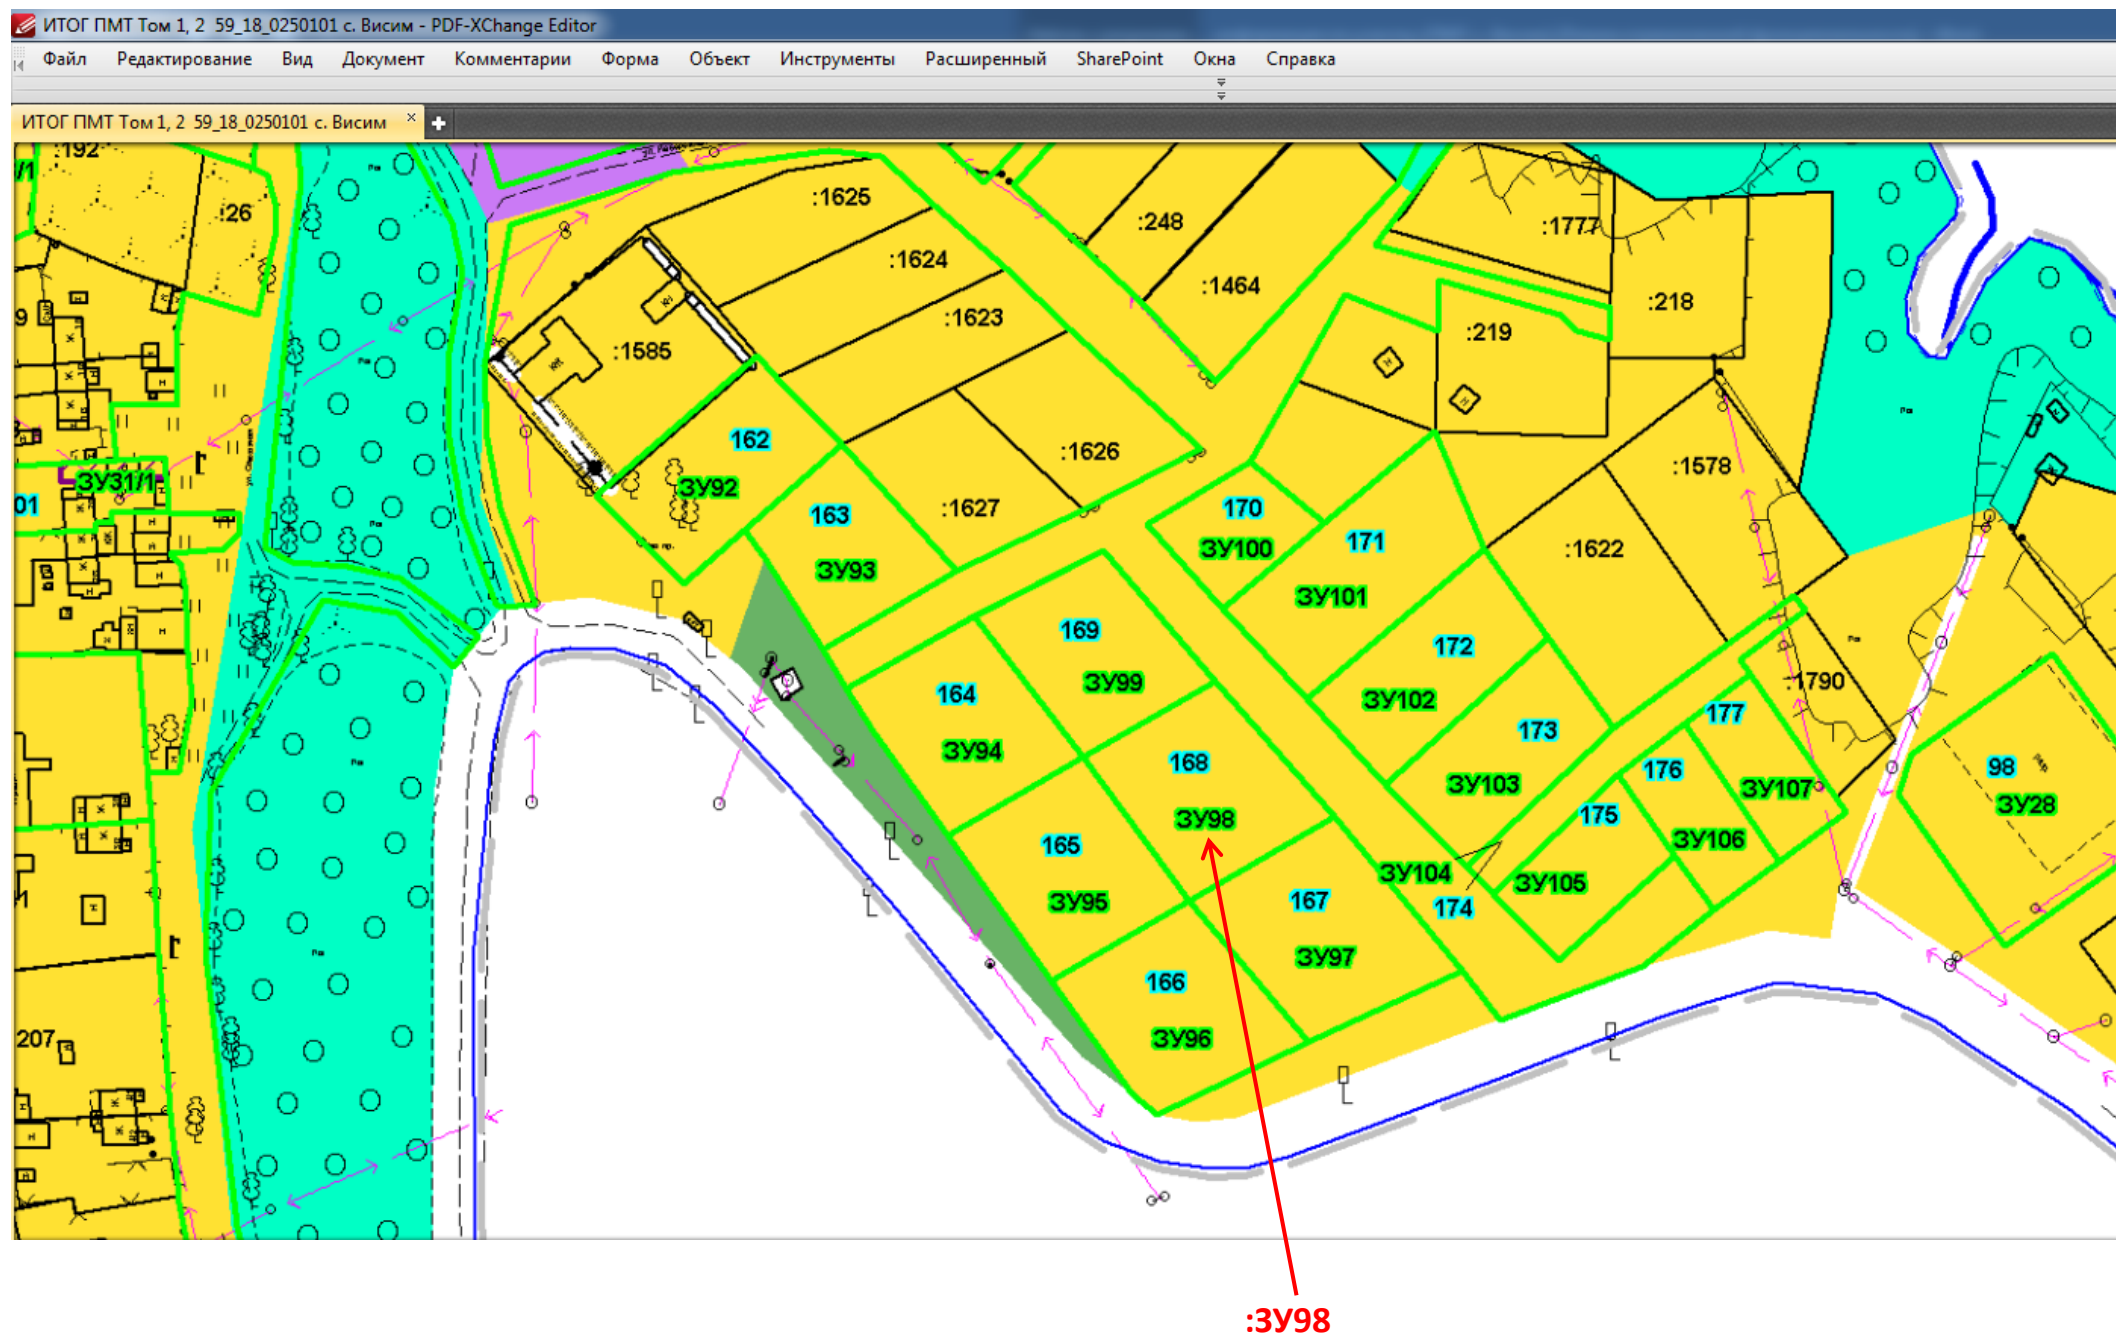 ИТОГ ПМТ Том 1, 2 59_18_0250101 с. Висим - PDF-XChange Editor
Файл Редактирование Вид Документ Комментарии Форма Объект Инструменты Расширенный SharePoint Окна Справка
ИТОГ ПМТ Том 1, 2 59_18_0250101 с. Висим ×
:192
/1
:26
:1625
:248
:1777
:1624
:1464
:218
:1623
:219
9
:1585
162
:1626
:1578
ЗУ31/1
ЗУ92
01
163
:1627
170
171
:1622
ЗУ100
ЗУ93
ЗУ101
169
172
ЗУ99
:1790
164
ЗУ102
177
173
ЗУ94
168
176
98
ЗУ103
ЗУ107
ЗУ28
175
ЗУ98
165
ЗУ106
ЗУ104
ЗУ105
ЗУ95
167
174
ЗУ97
166
207
ЗУ96
:ЗУ98